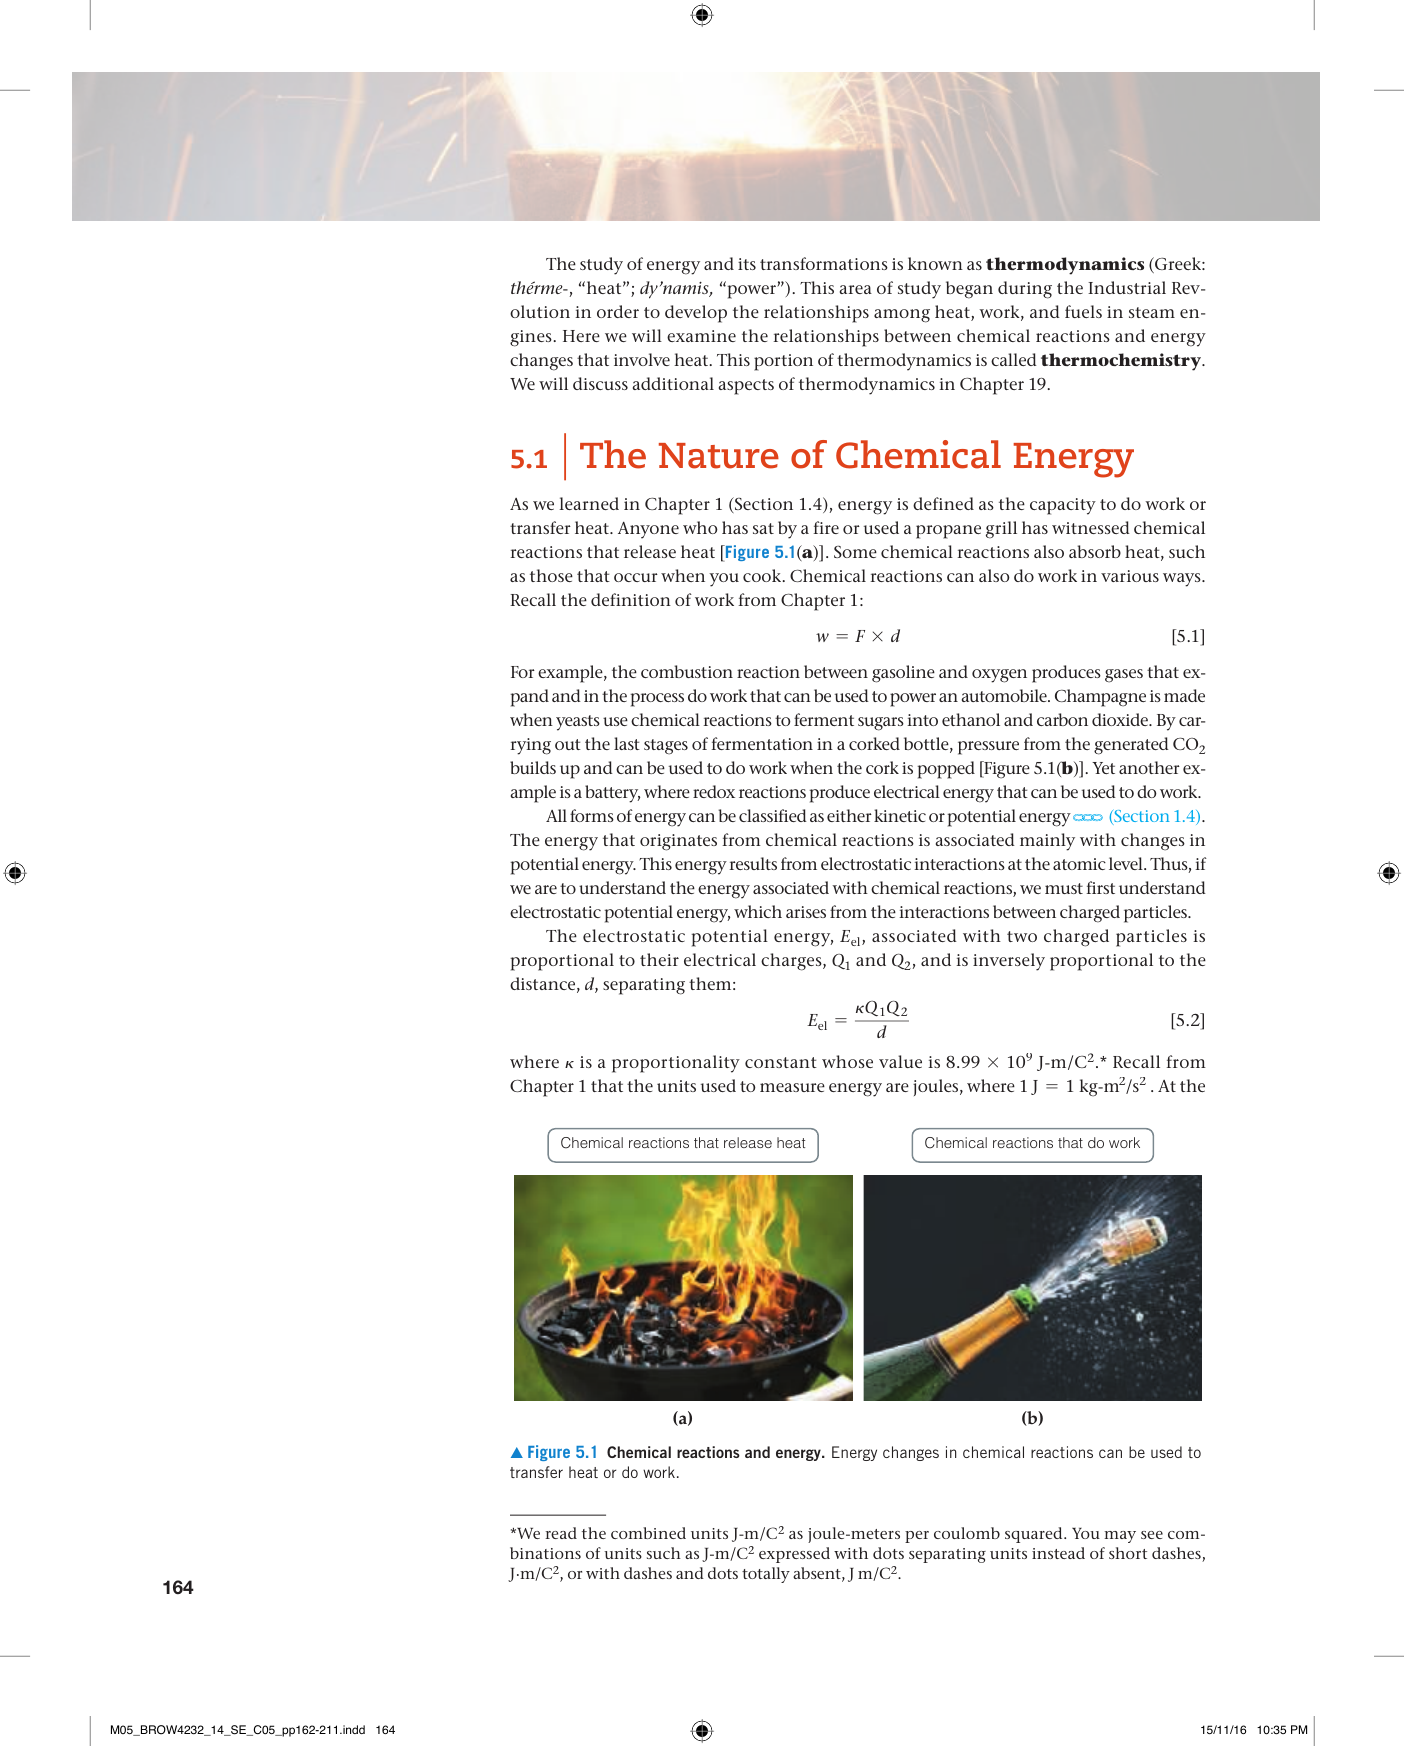 The study of energy and its transformations is known as thermodynamics (Greek:
thérme-, “heat”; dy’namis, “power”). This area of study began during the Industrial Rev-
olution in order to develop the relationships among heat, work, and fuels in steam en-
gines. Here we will examine the relationships between chemical reactions and energy
changes that involve heat. This portion of thermodynamics is called thermochemistry.
We will discuss additional aspects of thermodynamics in Chapter 19.
5.1 | The Nature of Chemical Energy
As we learned in Chapter 1 (Section 1.4), energy is defined as the capacity to do work or
transfer heat. Anyone who has sat by a fire or used a propane grill has witnessed chemical
reactions that release heat [Figure 5.1(a)]. Some chemical reactions also absorb heat, such
as those that occur when you cook. Chemical reactions can also do work in various ways.
Recall the definition of work from Chapter 1:
w = F × d [5.1]
For example, the combustion reaction between gasoline and oxygen produces gases that ex-
pand and in the process do work that can be used to power an automobile. Champagne is made
when yeasts use chemical reactions to ferment sugars into ethanol and carbon dioxide. By car-
rying out the last stages of fermentation in a corked bottle, pressure from the generated CO₂
builds up and can be used to do work when the cork is popped [Figure 5.1(b)]. Yet another ex-
ample is a battery, where redox reactions produce electrical energy that can be used to do work.
All forms of energy can be classified as either kinetic or potential energy (Section 1.4).
The energy that originates from chemical reactions is associated mainly with changes in
potential energy. This energy results from electrostatic interactions at the atomic level. Thus, if
we are to understand the energy associated with chemical reactions, we must first understand
electrostatic potential energy, which arises from the interactions between charged particles.
The electrostatic potential energy, Eel, associated with two charged particles is
proportional to their electrical charges, Q₁ and Q₂, and is inversely proportional to the
distance, d, separating them:
Eel = κQ₁Q₂ / d [5.2]
where κ is a proportionality constant whose value is 8.99 × 10⁹ J-m/C².* Recall from
Chapter 1 that the units used to measure energy are joules, where 1 J = 1 kg-m²/s² . At the
Chemical reactions that release heat
Chemical reactions that do work
(a)
(b)
▲ Figure 5.1 Chemical reactions and energy. Energy changes in chemical reactions can be used to
transfer heat or do work.
*We read the combined units J-m/C² as joule-meters per coulomb squared. You may see com-
binations of units such as J-m/C² expressed with dots separating units instead of short dashes,
J·m/C², or with dashes and dots totally absent, J m/C².
164
M05_BROW4232_14_SE_C05_pp162-211.indd 164
15/11/16 10:35 PM